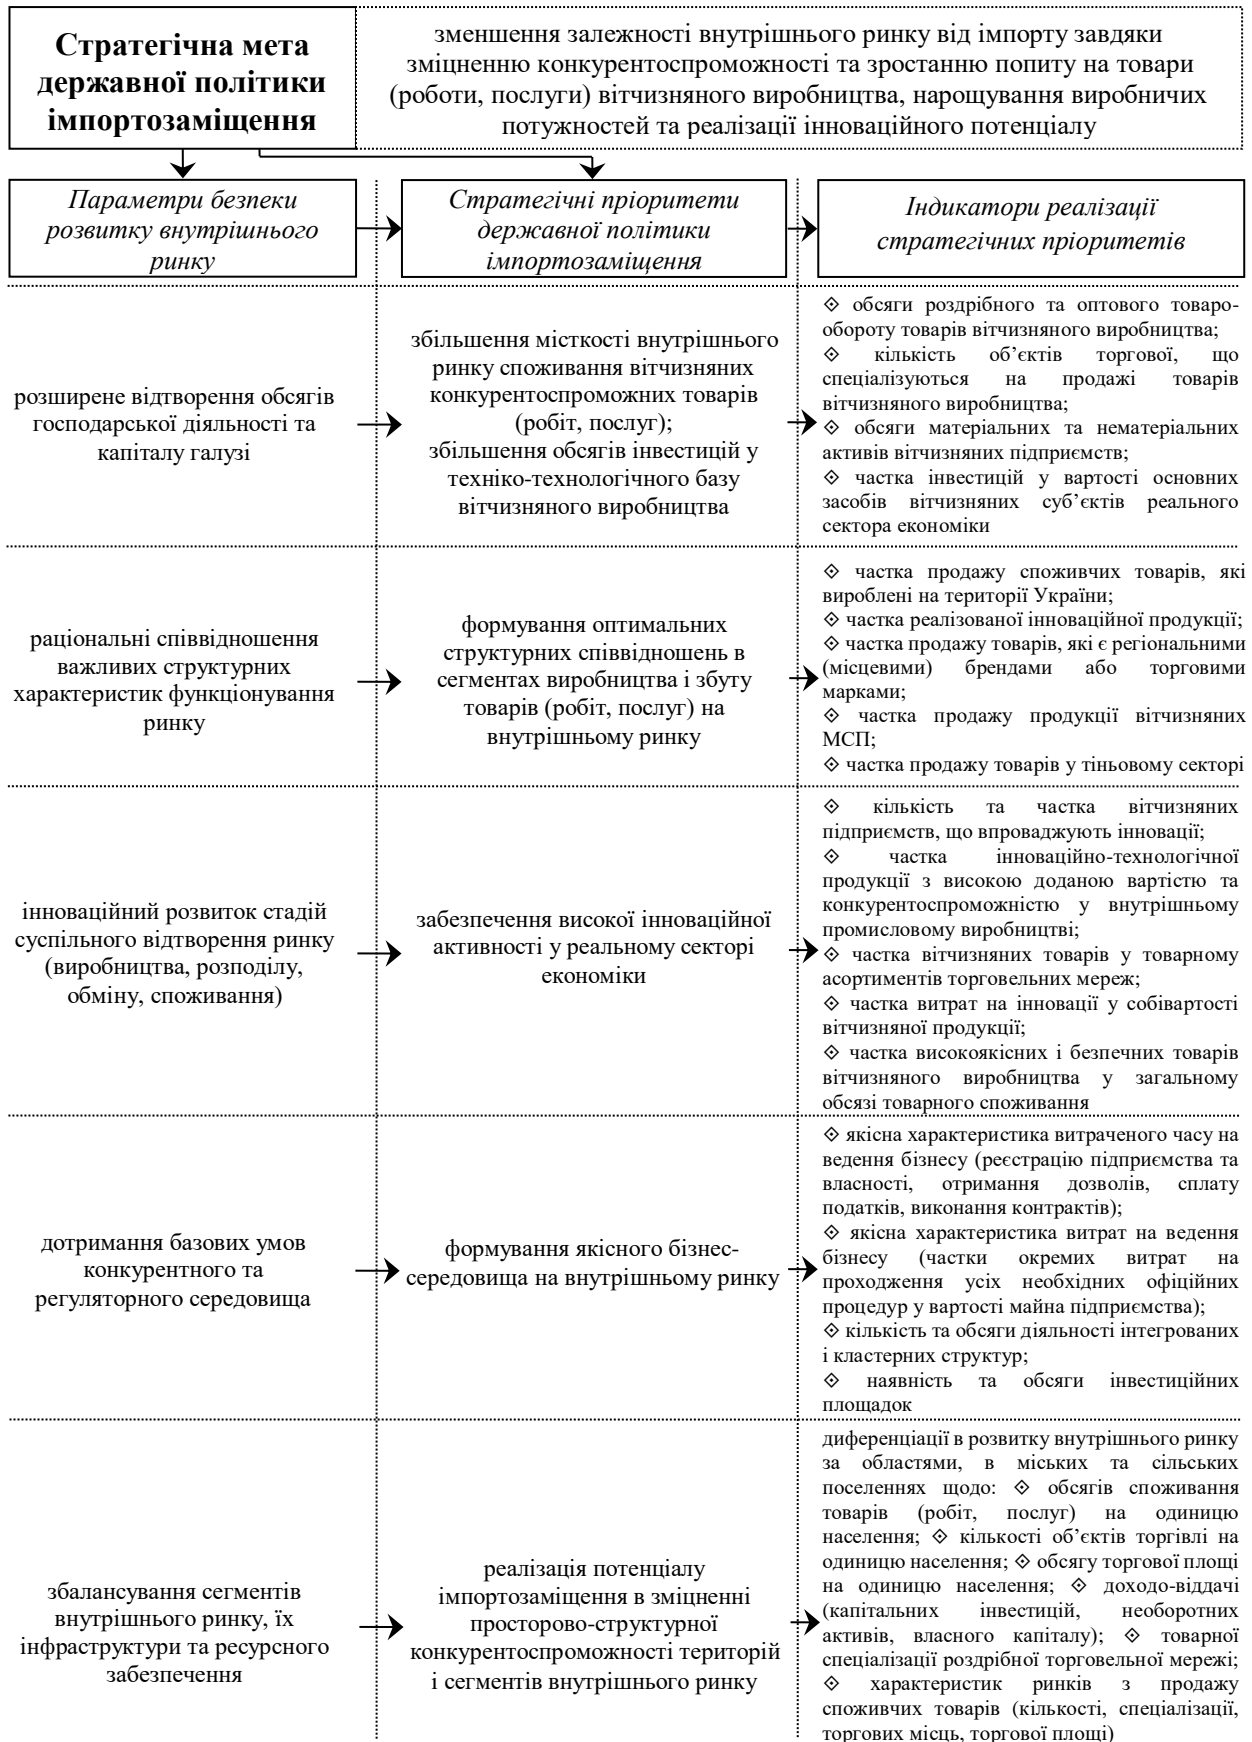 Стратегічна мета
державної політики
імпортозаміщення
зменшення залежності внутрішнього ринку від імпорту завдяки
зміцненню конкурентоспроможності та зростанню попиту на товари
(роботи, послуги) вітчизняного виробництва, нарощування виробничих
потужностей та реалізації інноваційного потенціалу
Параметри безпеки
розвитку внутрішнього
ринку
Стратегічні пріоритети
державної політики
імпортозаміщення
Індикатори реалізації
стратегічних пріоритетів
розширене відтворення обсягів
господарської діяльності та
капіталу галузі
збільшення місткості внутрішнього
ринку споживання вітчизняних
конкурентоспроможних товарів
(робіт, послуг);
збільшення обсягів інвестицій у
техніко-технологічного базу
вітчизняного виробництва
⟐ обсяги роздрібного та оптового товаро-
обороту товарів вітчизняного виробництва;
⟐ кількість об’єктів торгової, що
спеціалізуються на продажі товарів
вітчизняного виробництва;
⟐ обсяги матеріальних та нематеріальних
активів вітчизняних підприємств;
⟐ частка інвестицій у вартості основних
засобів вітчизняних суб’єктів реального
сектора економіки
раціональні співвідношення
важливих структурних
характеристик функціонування
ринку
формування оптимальних
структурних співвідношень в
сегментах виробництва і збуту
товарів (робіт, послуг) на
внутрішньому ринку
⟐ частка продажу споживчих товарів, які
вироблені на території України;
⟐ частка реалізованої інноваційної продукції;
⟐ частка продажу товарів, які є регіональними
(місцевими) брендами або торговими
марками;
⟐ частка продажу продукції вітчизняних
МСП;
⟐ частка продажу товарів у тіньовому секторі
інноваційний розвиток стадій
суспільного відтворення ринку
(виробництва, розподілу,
обміну, споживання)
забезпечення високої інноваційної
активності у реальному секторі
економіки
⟐ кількість та частка вітчизняних
підприємств, що впроваджують інновації;
⟐ частка інноваційно-технологічної
продукції з високою доданою вартістю та
конкурентоспроможністю у внутрішньому
промисловому виробництві;
⟐ частка вітчизняних товарів у товарному
асортименті торговельних мереж;
⟐ частка витрат на інновації у собівартості
вітчизняної продукції;
⟐ частка високоякісних і безпечних товарів
вітчизняного виробництва у загальному
обсязі товарного споживання
дотримання базових умов
конкурентного та
регуляторного середовища
формування якісного бізнес-
середовища на внутрішньому ринку
⟐ якісна характеристика витраченого часу на
ведення бізнесу (реєстрацію підприємства та
власності, отримання дозволів, сплату
податків, виконання контрактів);
⟐ якісна характеристика витрат на ведення
бізнесу (частки окремих витрат на
проходження усіх необхідних офіційних
процедур у вартості майна підприємства);
⟐ кількість та обсяги діяльності інтегрованих
і кластерних структур;
⟐ наявність та обсяги інвестиційних
площадок
збалансування сегментів
внутрішнього ринку, їх
інфраструктури та ресурсного
забезпечення
реалізація потенціалу
імпортозаміщення в зміцненні
просторово-структурної
конкурентоспроможності територій
і сегментів внутрішнього ринку
диференціації в розвитку внутрішнього ринку
за областями, в міських та сільських
поселеннях щодо: ⟐ обсягів споживання
товарів (робіт, послуг) на одиницю
населення; ⟐ кількості об’єктів торгівлі на
одиницю населення; ⟐ обсягу торгової площі
на одиницю населення; ⟐ доходо-віддачі
(капітальних інвестицій, необоротних
активів, власного капіталу); ⟐ товарної
спеціалізації роздрібної торговельної мережі;
⟐ характеристик ринків з продажу
споживчих товарів (кількості, спеціалізації,
торгових місць, торгової площі)